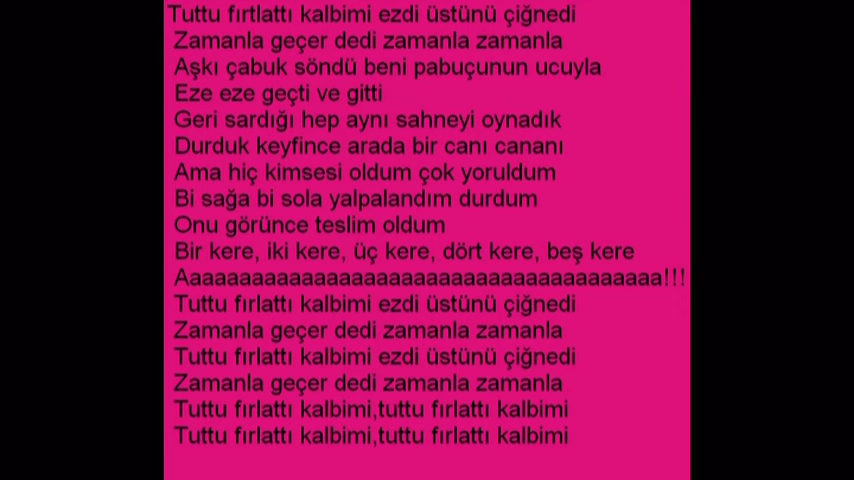 Tuttu fırtlattı kalbimi ezdi üstünü çiğnedi
Zamanla geçer dedi zamanla zamanla
Aşkı çabuk söndü beni pabuçunun ucuyla
Eze eze geçti ve gitti
Geri sardığı hep aynı sahneyi oynadık
Durduk keyfince arada bir canı cananı
Ama hiç kimsesi oldum çok yoruldum
Bi sağa bi sola yalpalandım durdum
Onu görünce teslim oldum
Bir kere, iki kere, üç kere, dört kere, beş kere
Aaaaaaaaaaaaaaaaaaaaaaaaaaaaaaaaaaaaaaa!!!
Tuttu fırlattı kalbimi ezdi üstünü çiğnedi
Zamanla geçer dedi zamanla zamanla
Tuttu fırlattı kalbimi ezdi üstünü çiğnedi
Zamanla geçer dedi zamanla zamanla
Tuttu fırlattı kalbimi,tuttu fırlattı kalbimi
Tuttu fırlattı kalbimi,tuttu fırlattı kalbimi